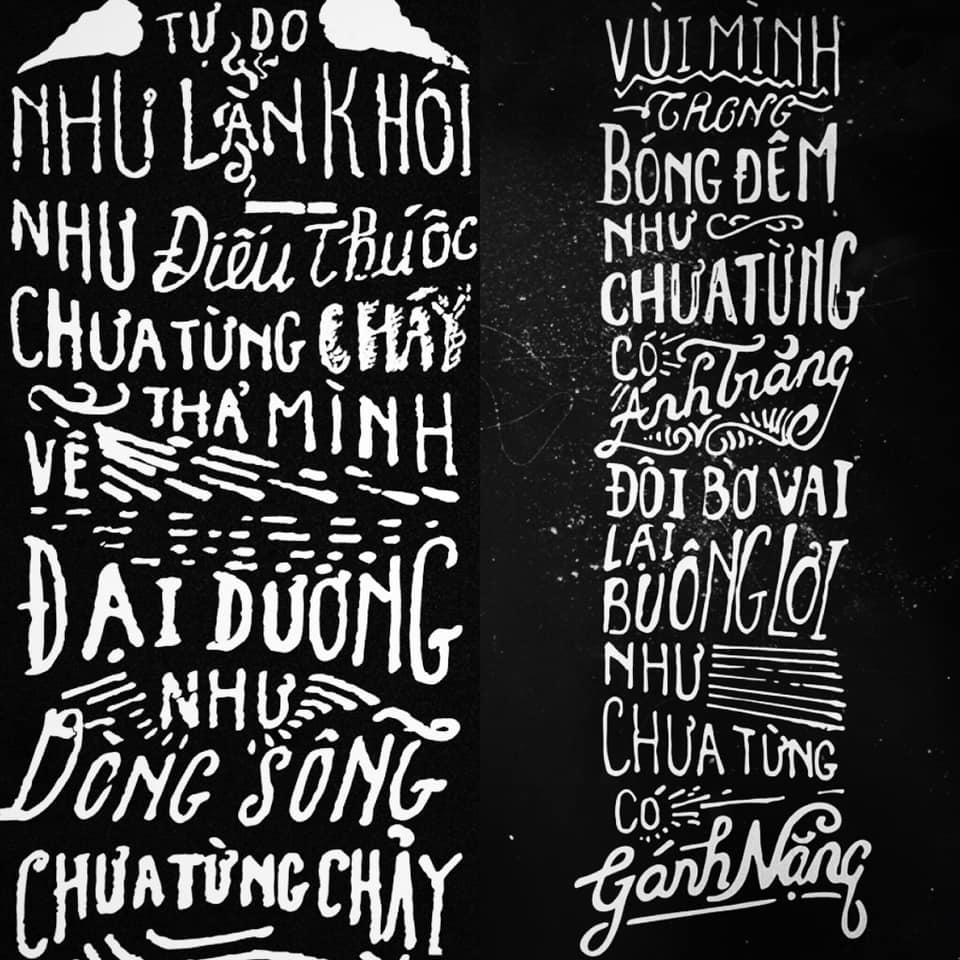 TỰ DO
NHƯ LÀN KHÓI
NHƯ Điếu Thuốc
CHƯA TỪNG CHÁY
THẢ MÌNH
VỀ
ĐẠI DƯƠNG
NHƯ
DÒNG SÔNG
CHƯA TỪNG CHẢY
VÙI MÌNH
TRONG
BÓNG ĐÊM
NHƯ
CHƯA TỪNG
CÓ
Ánh Trăng
ĐÔI BỜ VAI
LẠI
BUÔNG LƠI
NHƯ
CHƯA TỪNG
CÓ
Gánh Nặng